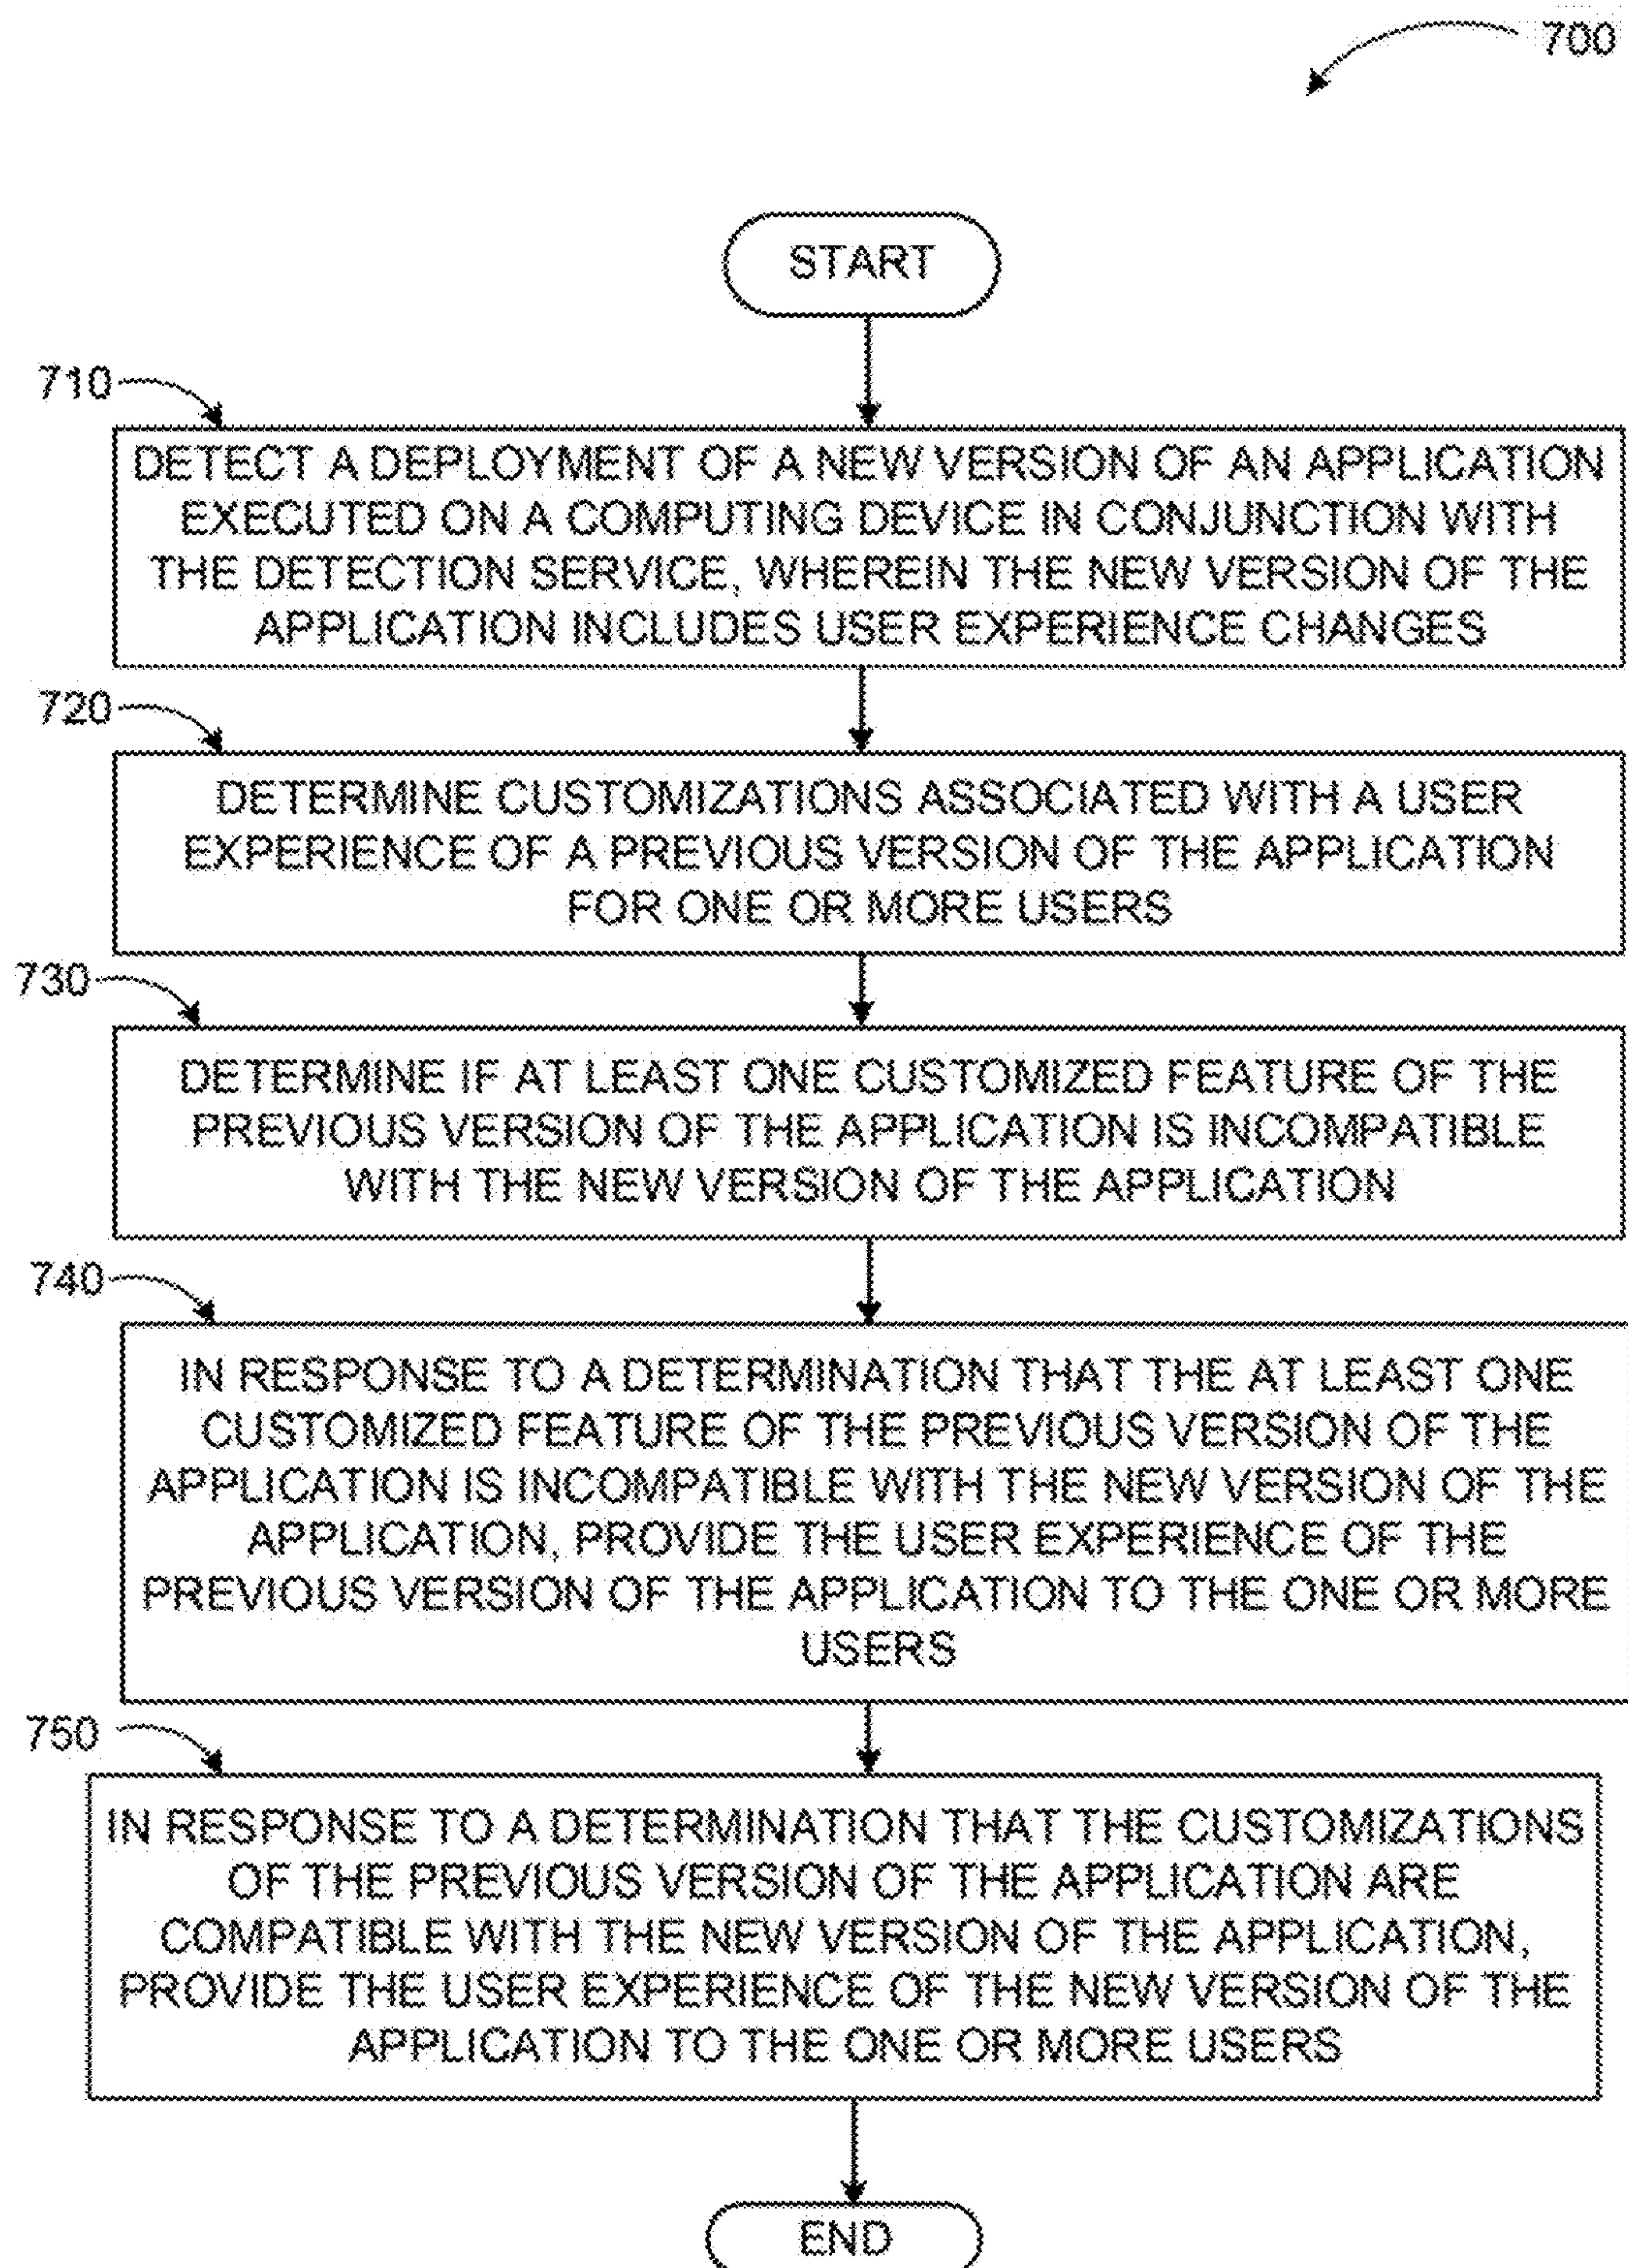 700
START
710
DETECT A DEPLOYMENT OF A NEW VERSION OF AN APPLICATION
EXECUTED ON A COMPUTING DEVICE IN CONJUNCTION WITH
THE DETECTION SERVICE, WHEREIN THE NEW VERSION OF THE
APPLICATION INCLUDES USER EXPERIENCE CHANGES
720
DETERMINE CUSTOMIZATIONS ASSOCIATED WITH A USER
EXPERIENCE OF A PREVIOUS VERSION OF THE APPLICATION
FOR ONE OR MORE USERS
730
DETERMINE IF AT LEAST ONE CUSTOMIZED FEATURE OF THE
PREVIOUS VERSION OF THE APPLICATION IS INCOMPATIBLE
WITH THE NEW VERSION OF THE APPLICATION
740
IN RESPONSE TO A DETERMINATION THAT THE AT LEAST ONE
CUSTOMIZED FEATURE OF THE PREVIOUS VERSION OF THE
APPLICATION IS INCOMPATIBLE WITH THE NEW VERSION OF THE
APPLICATION, PROVIDE THE USER EXPERIENCE OF THE
PREVIOUS VERSION OF THE APPLICATION TO THE ONE OR MORE
USERS
750
IN RESPONSE TO A DETERMINATION THAT THE CUSTOMIZATIONS
OF THE PREVIOUS VERSION OF THE APPLICATION ARE
COMPATIBLE WITH THE NEW VERSION OF THE APPLICATION,
PROVIDE THE USER EXPERIENCE OF THE NEW VERSION OF THE
APPLICATION TO THE ONE OR MORE USERS
END